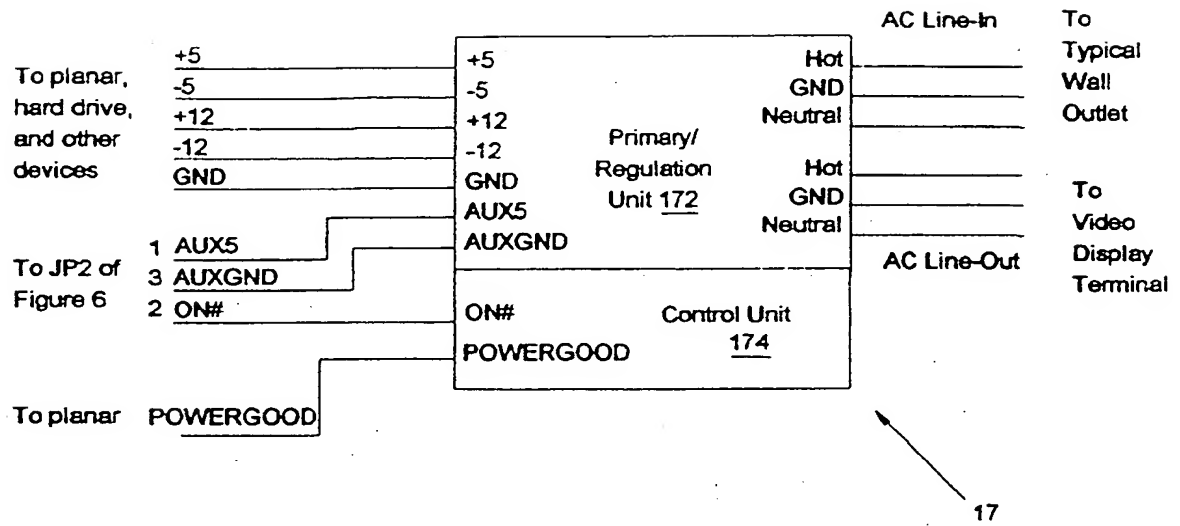 AC Line-In
To
Typical
Wall
Outlet
To planar,
hard drive,
and other
devices
+5
-5
+12
-12
GND
+5
-5
+12
-12
GND
AUX5
AUXGND
Primary/
Regulation
Unit 172
Hot
GND
Neutral
Hot
GND
Neutral
To
Video
Display
Terminal
AC Line-Out
To JP2 of
Figure 6
1 AUX5
3 AUXGND
2 ON#
ON#
POWERGOOD
Control Unit
174
To planar POWERGOOD
17